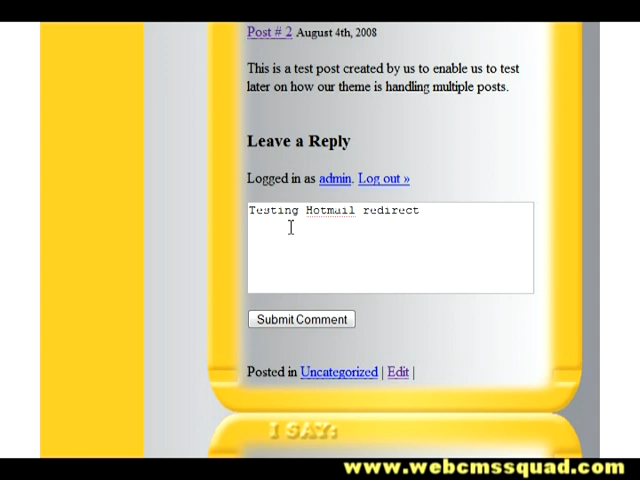 Post # 2 August 4th, 2008
This is a test post created by us to enable us to test
later on how our theme is handling multiple posts.
Leave a Reply
Logged in as admin. Log out »
Testing Hotmail redirect
Submit Comment
Posted in Uncategorized | Edit |
I SAY:
www.webcmssquad.com